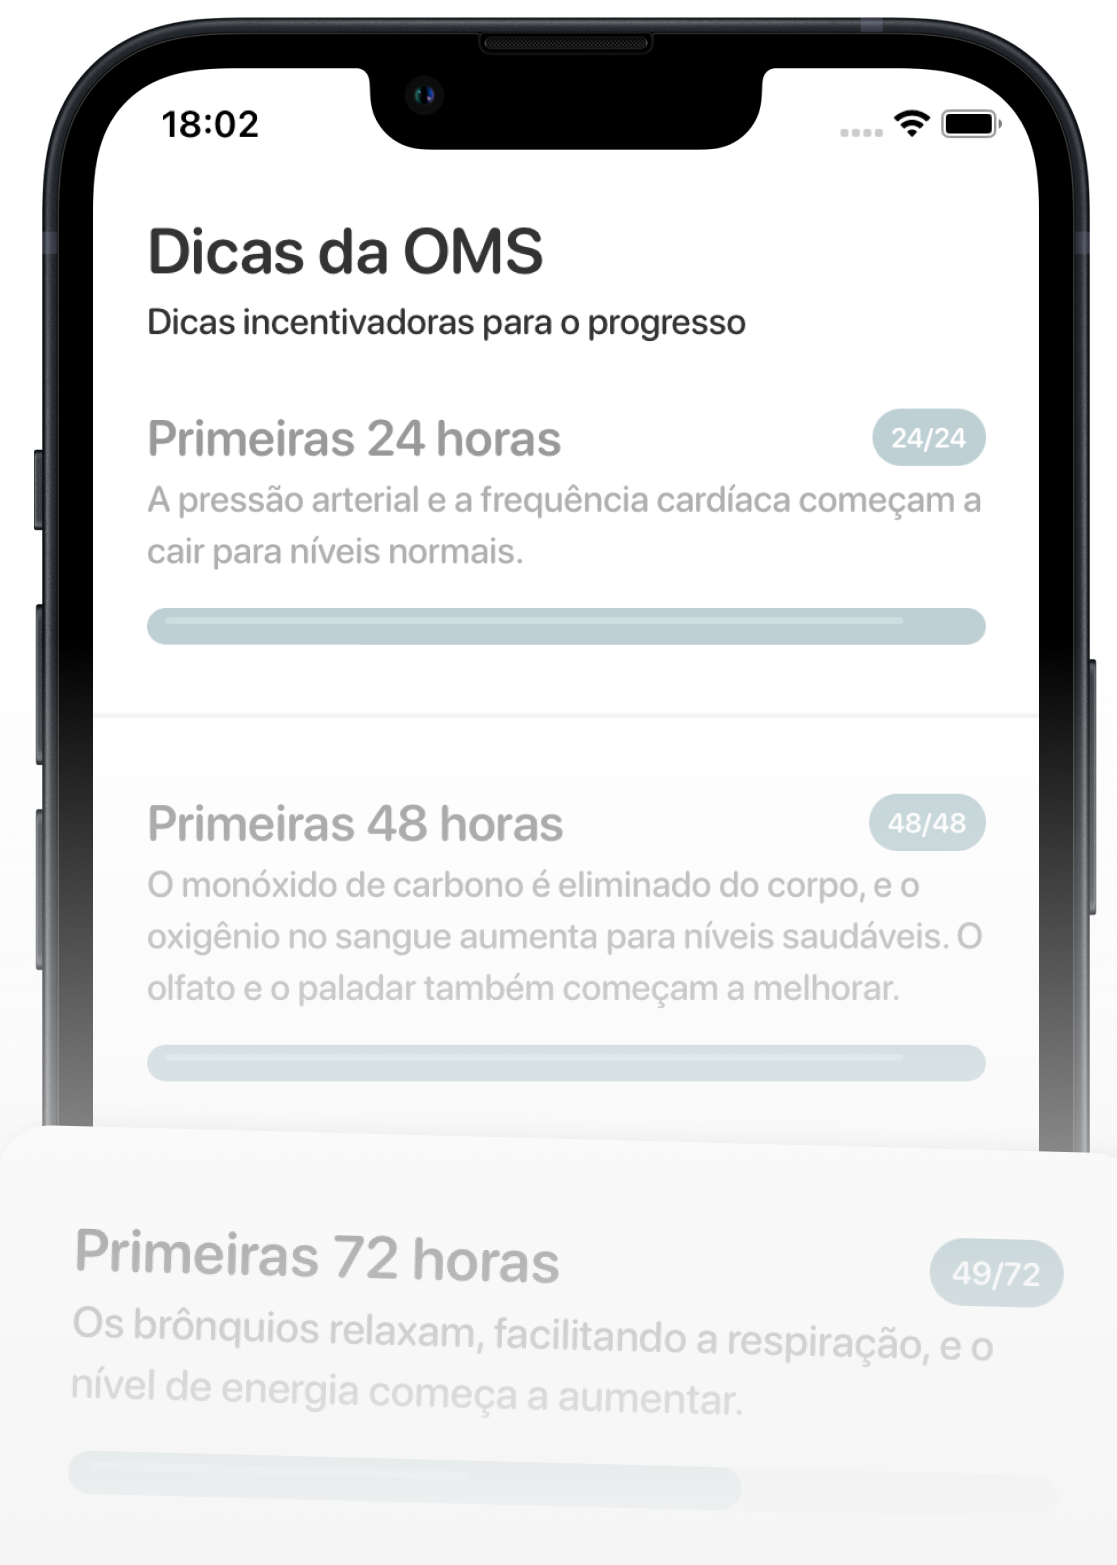 18:02
Dicas da OMS
Dicas incentivadoras para o progresso
Primeiras 24 horas
24/24
A pressão arterial e a frequência cardíaca começam a
cair para níveis normais.
Primeiras 48 horas
48/48
O monóxido de carbono é eliminado do corpo, e o
oxigênio no sangue aumenta para níveis saudáveis. O
olfato e o paladar também começam a melhorar.
Primeiras 72 horas
49/72
Os brônquios relaxam, facilitando a respiração, e o
nível de energia começa a aumentar.